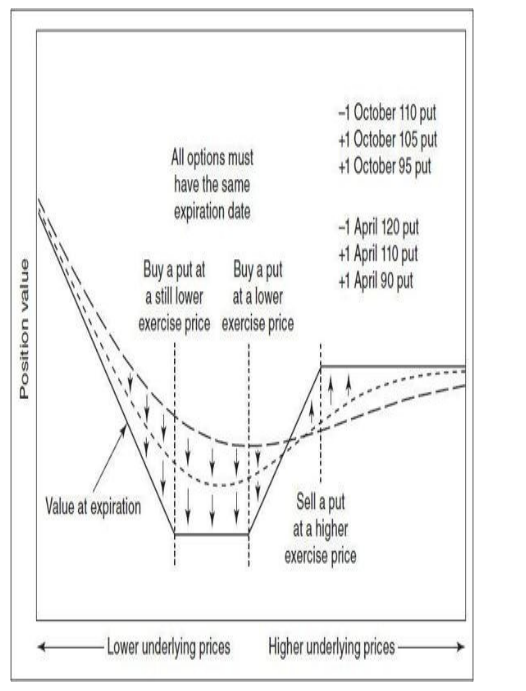 –1 October 110 put
+1 October 105 put
+1 October 95 put
All options must
have the same
expiration date
–1 April 120 put
+1 April 110 put
+1 April 90 put
Buy a put at
a still lower
exercise price
Buy a put
at a lower
exercise price
Position value
Value at expiration
Sell a put
at a higher
exercise price
Lower underlying prices
Higher underlying prices